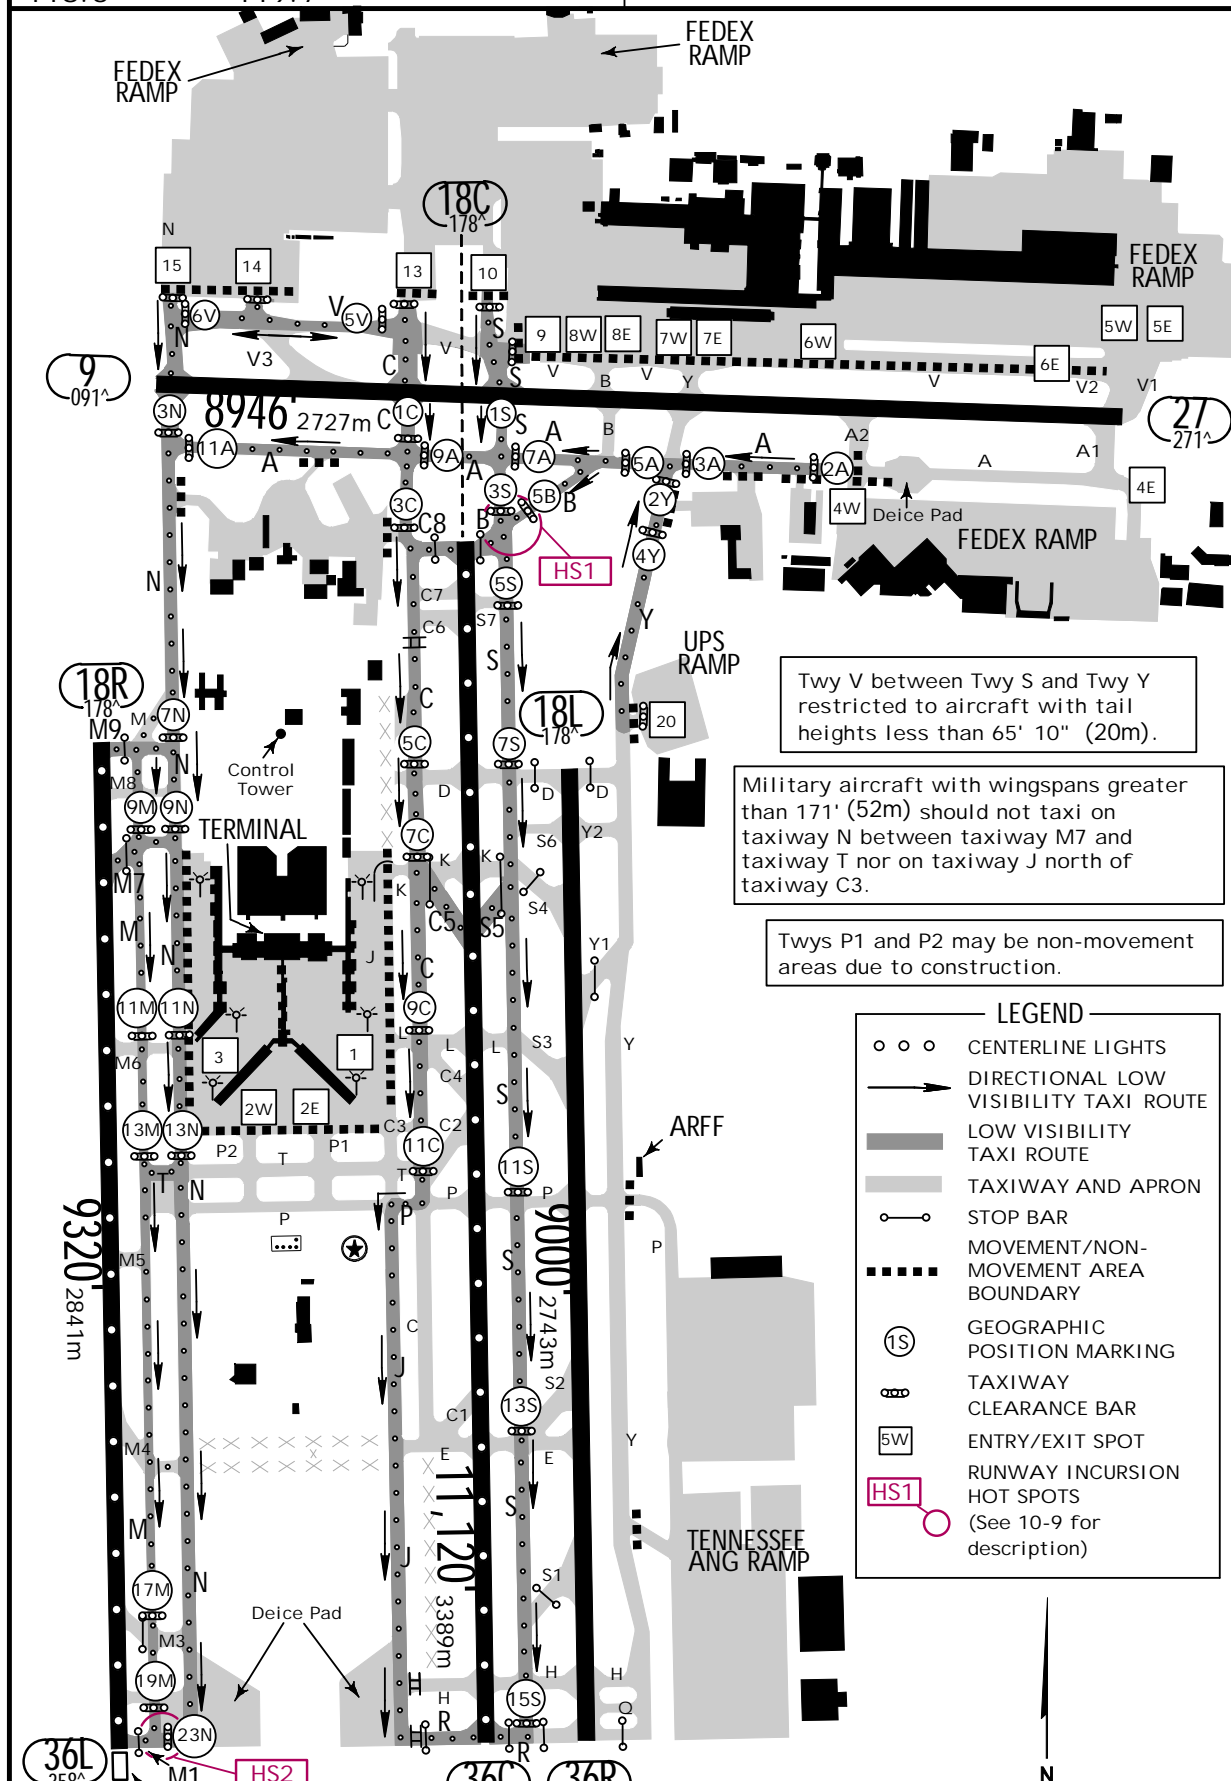 FEDEX
RAMP
FEDEX
RAMP
18C
178^
N
15
14
13
10
FEDEX
RAMP
6V
V
5V
N
V3
C
V
S
S
9
8W
8E
7W
7E
6W
5W
5E
6E
V
B
V
Y
V
V2
V1
9
091^
27
271^
3N
8946'
2727m
1C
C
1S
S
B
A
A
A2
A1
11A
A
9A
A
7A
5A
3A
2A
A
4E
3C
C8
3S
B
5B
B
2Y
4W
Deice Pad
FEDEX RAMP
HS1
4Y
N
C7
5S
C6
S7
Y
S
UPS
RAMP
18R
178^
M9
M
7N
C
18L
178^
20
Twy V between Twy S and Twy Y
restricted to aircraft with tail
heights less than 65' 10" (20m).
N
Control
Tower
5C
7S
M8
D
D
D
9M
9N
Military aircraft with wingspans greater
than 171' (52m) should not taxi on
taxiway N between taxiway M7 and
taxiway T nor on taxiway J north of
taxiway C3.
TERMINAL
7C
S6
Y2
K
K
M7
K
C5
S5
S4
M
N
J
C
Y1
Twys P1 and P2 may be non-movement
areas due to construction.
11M
11N
9C
L
L
L
S3
Y
M6
3
1
C4
2W
2E
S
13M
13N
P2
P1
C3
C2
11C
ARFF
T
T
T
11S
N
P
P
P
P
P
9320'
2841m
9000'
2743m
M5
S
C
J
S2
13S
C1
M4
E
E
Y
11,120'
3389m
M
N
J
S
TENNESSEE
ANG RAMP
17M
Deice Pad
S1
M3
19M
H
H
H
15S
Q
23N
R
R
36L
M1
HS2
36C
36R
LEGEND
CENTERLINE LIGHTS
DIRECTIONAL LOW
VISIBILITY TAXI ROUTE
LOW VISIBILITY
TAXI ROUTE
TAXIWAY AND APRON
STOP BAR
MOVEMENT/NON-
MOVEMENT AREA
BOUNDARY
1S
GEOGRAPHIC
POSITION MARKING
TAXIWAY
CLEARANCE BAR
5W
ENTRY/EXIT SPOT
HS1
RUNWAY INCURSION
HOT SPOTS
(See 10-9 for
description)
N